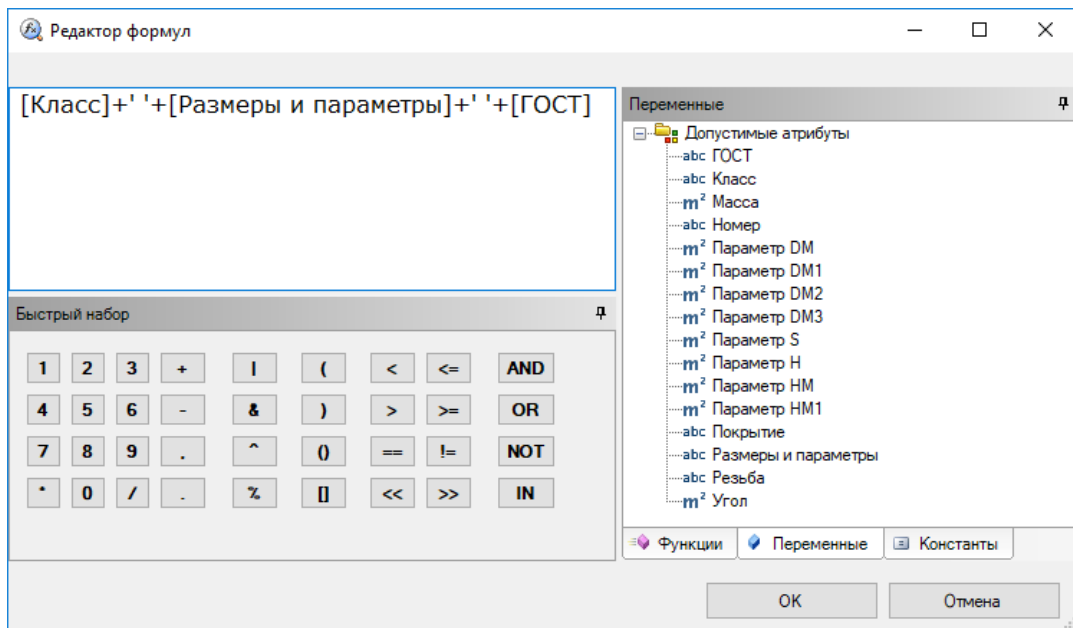 Редактор формул
[Класс]+' '+[Размеры и параметры]+' '+[ГОСТ]
Быстрый набор
1 2 3 + | ( < <= AND
4 5 6 - & ) > >= OR
7 8 9 . ^ () == != NOT
* 0 / . % [] << >> IN
Переменные
Допустимые атрибуты
abc ГОСТ
abc Класс
m² Масса
abc Номер
m² Параметр DM
m² Параметр DM1
m² Параметр DM2
m² Параметр DM3
m² Параметр S
m² Параметр H
m² Параметр HM
m² Параметр HM1
abc Покрытие
abc Размеры и параметры
abc Резьба
m² Угол
Функции Переменные Константы
OK Отмена